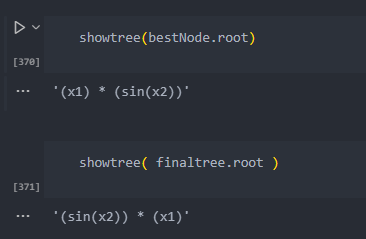 showtree(bestNode.root)
[370]
... '(x1) * (sin(x2))'
showtree( finaltree.root )
[371]
... '(sin(x2)) * (x1)'